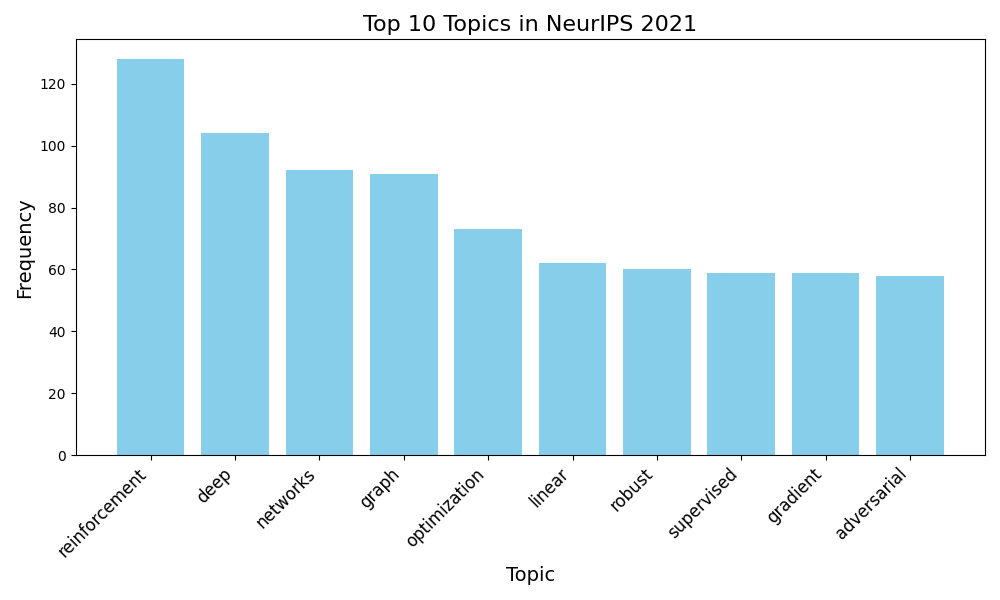 Top 10 Topics in NeurIPS 2021
Frequency
120
100
80
60
40
20
0
reinforcement
deep
networks
graph
optimization
linear
robust
supervised
gradient
adversarial
Topic